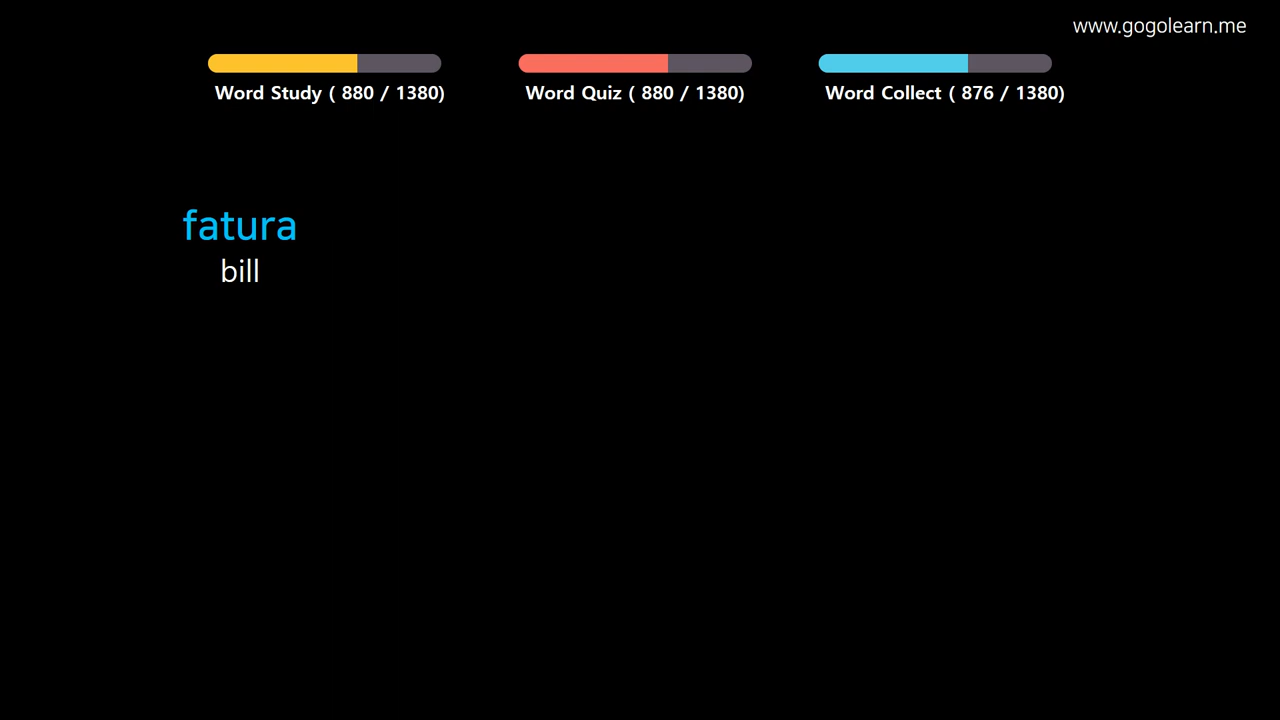 www.gogolearn.me
Word Study ( 880 / 1380)
Word Quiz ( 880 / 1380)
Word Collect ( 876 / 1380)
fatura
bill